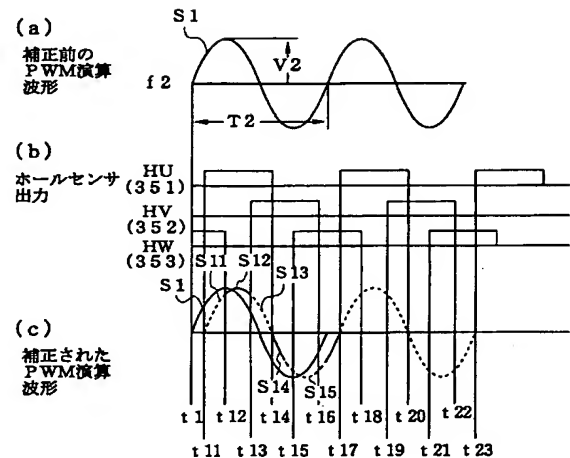 (a)
S1
補正前の
PWM演算
波形
V2
f2
T2
(b)
ホールセンサ
出力
HU
(351)
HV
(352)
HW
(353)
S11
S12
S13
S1
(c)
補正された
PWM演算
波形
S14
S15
t1 t12 t14 t16 t18 t20 t22
t15
t11 t13 t17 t19 t21 t23